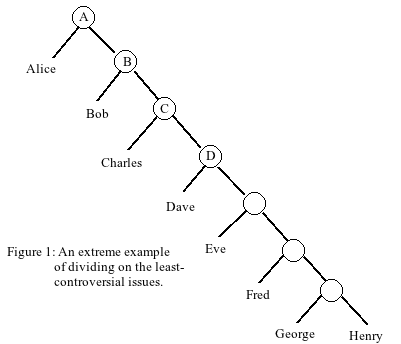 A
Alice
B
Bob
C
Charles
D
Dave
Eve
Figure 1: An extreme example
of dividing on the least-
controversial issues.
Fred
George
Henry